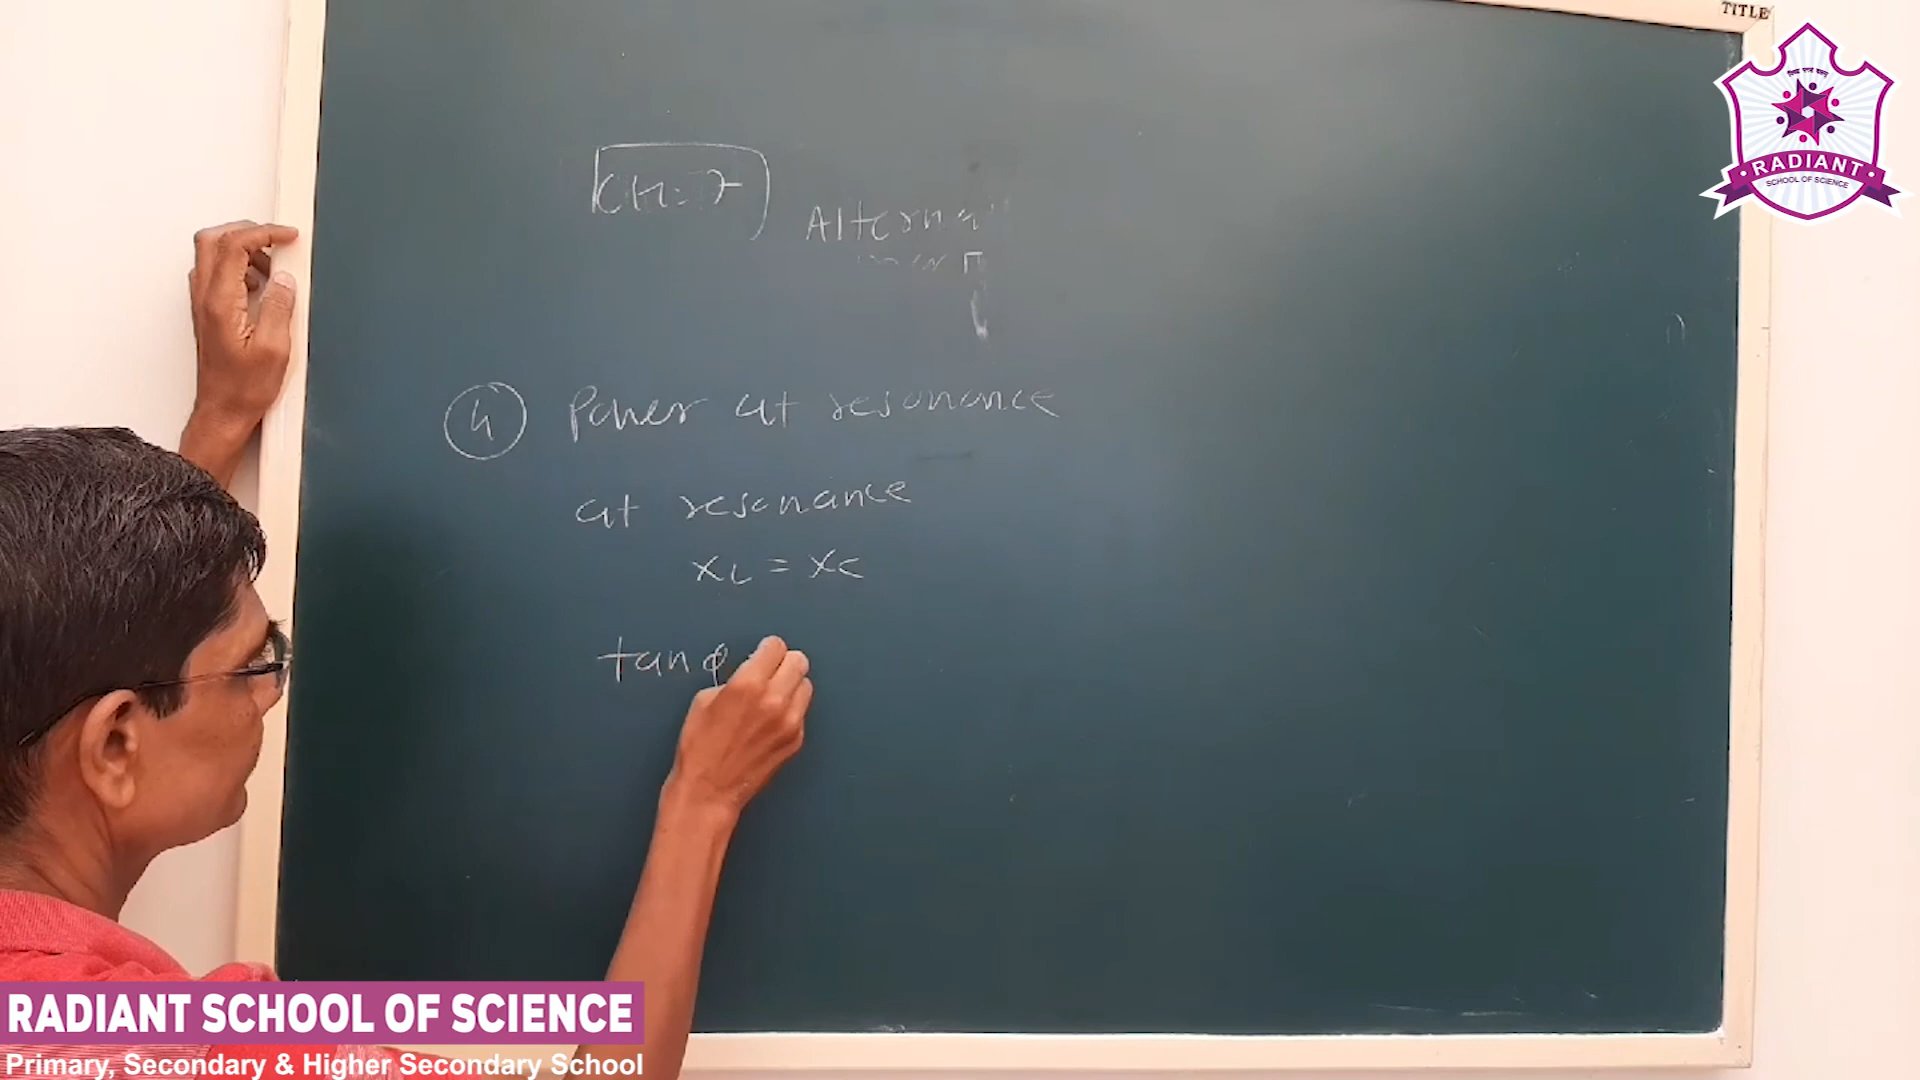 TITLE
RADIANT
SCHOOL OF SCIENCE
CH-7
Alterna
④ Power at resonance
at resonance
XL = XC
tan φ
RADIANT SCHOOL OF SCIENCE
Primary, Secondary & Higher Secondary School